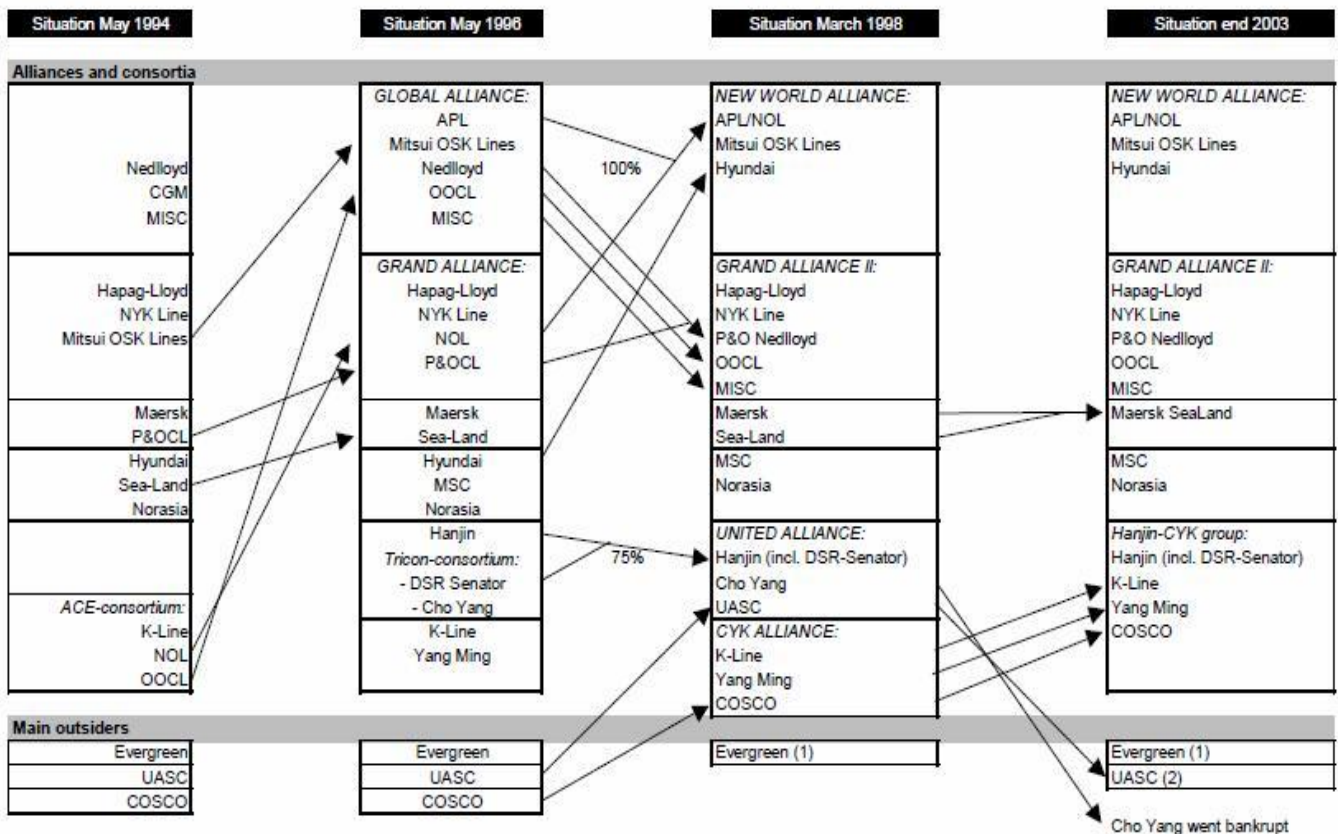 Situation May 1994
Situation May 1996
Situation March 1998
Situation end 2003
Alliances and consortia
Nedlloyd
CGM
MISC
Hapag-Lloyd
NYK Line
Mitsui OSK Lines
Maersk
P&OCL
Hyundai
Sea-Land
Norasia
ACE-consortium:
K-Line
NOL
OOCL
GLOBAL ALLIANCE:
APL
Mitsui OSK Lines
Nedlloyd
OOCL
MISC
GRAND ALLIANCE:
Hapag-Lloyd
NYK Line
NOL
P&OCL
Maersk
Sea-Land
Hyundai
MSC
Norasia
Hanjin
Tricon-consortium:
- DSR Senator
- Cho Yang
K-Line
Yang Ming
100%
75%
NEW WORLD ALLIANCE:
APL/NOL
Mitsui OSK Lines
Hyundai
GRAND ALLIANCE II:
Hapag-Lloyd
NYK Line
P&O Nedlloyd
OOCL
MISC
Maersk
Sea-Land
MSC
Norasia
UNITED ALLIANCE:
Hanjin (incl. DSR-Senator)
Cho Yang
UASC
CYK ALLIANCE:
K-Line
Yang Ming
COSCO
NEW WORLD ALLIANCE:
APL/NOL
Mitsui OSK Lines
Hyundai
GRAND ALLIANCE II:
Hapag-Lloyd
NYK Line
P&O Nedlloyd
OOCL
MISC
Maersk SeaLand
MSC
Norasia
Hanjin-CYK group:
Hanjin (incl. DSR-Senator)
K-Line
Yang Ming
COSCO
Main outsiders
Evergreen
UASC
COSCO
Evergreen
UASC
COSCO
Evergreen (1)
Evergreen (1)
UASC (2)
Cho Yang went bankrupt